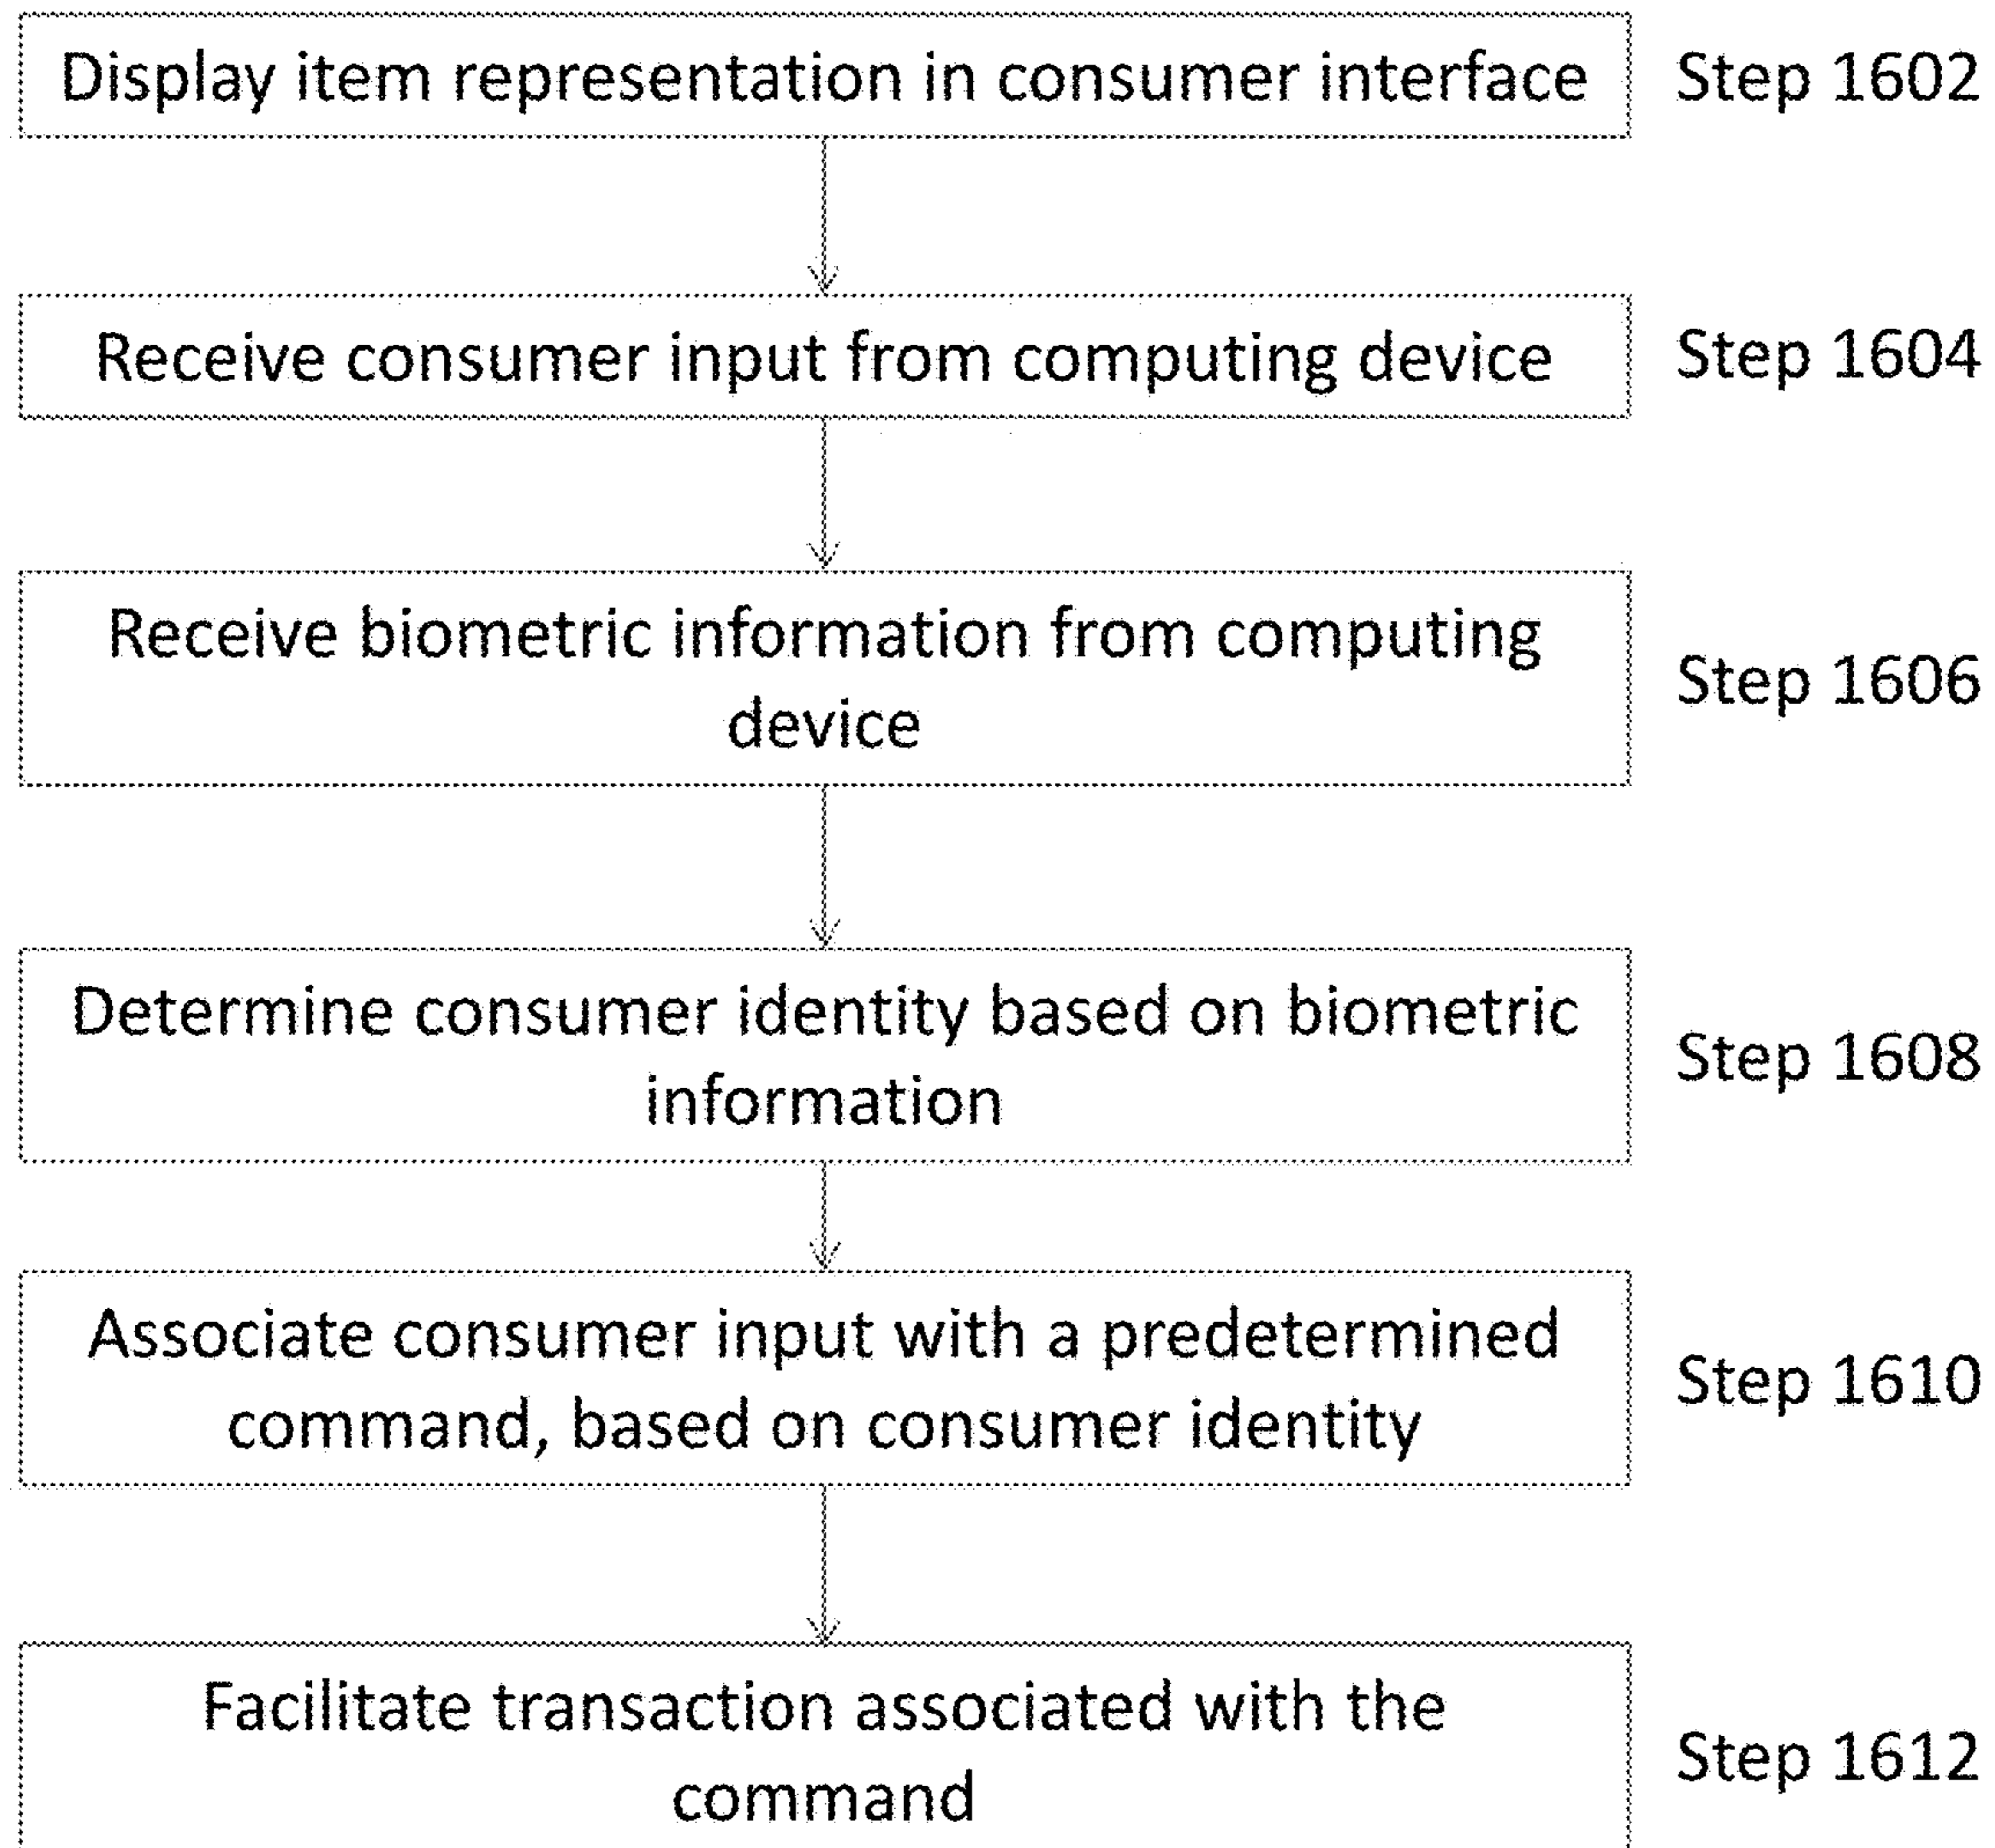 Display item representation in consumer interface
Step 1602
Receive consumer input from computing device
Step 1604
Receive biometric information from computing
device
Step 1606
Determine consumer identity based on biometric
information
Step 1608
Associate consumer input with a predetermined
command, based on consumer identity
Step 1610
Facilitate transaction associated with the
command
Step 1612